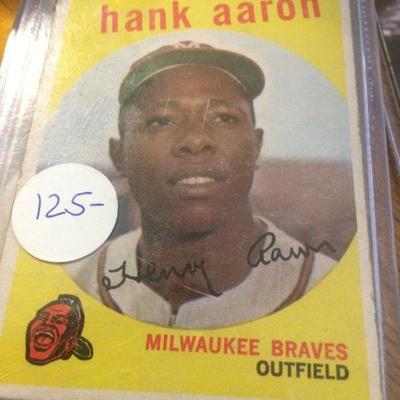 hank aaron
M
125-
Henry Aaron
MILWAUKEE BRAVES
OUTFIELD